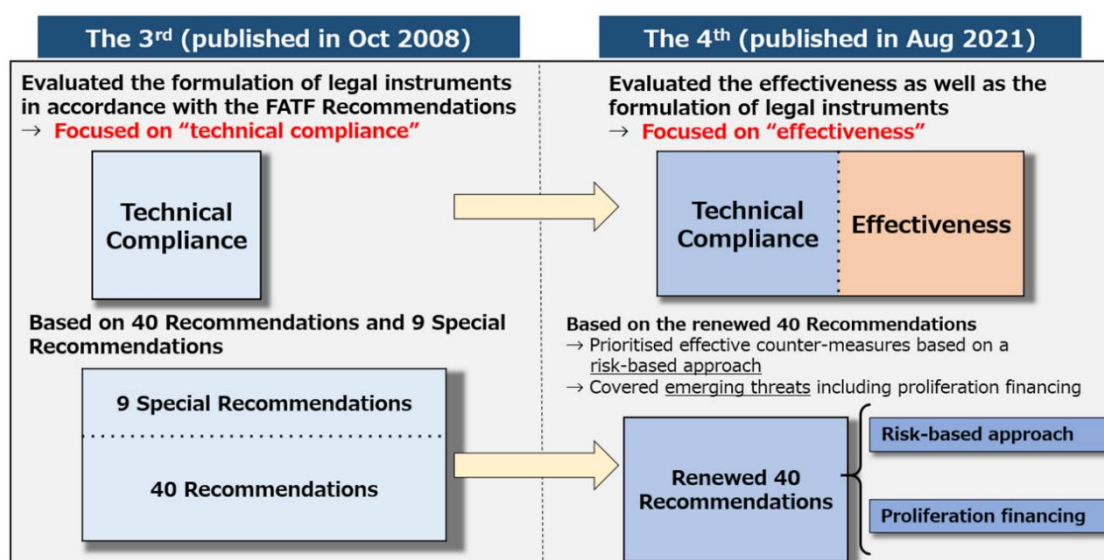 The 3rd (published in Oct 2008)
Evaluated the formulation of legal instruments
in accordance with the FATF Recommendations
→ Focused on “technical compliance”
Technical
Compliance
Based on 40 Recommendations and 9 Special
Recommendations
9 Special Recommendations
40 Recommendations
The 4th (published in Aug 2021)
Evaluated the effectiveness as well as the
formulation of legal instruments
→ Focused on “effectiveness”
Technical
Compliance
Effectiveness
Based on the renewed 40 Recommendations
→ Prioritised effective counter-measures based on a
risk-based approach
→ Covered emerging threats including proliferation financing
Renewed 40
Recommendations
Risk-based approach
Proliferation financing